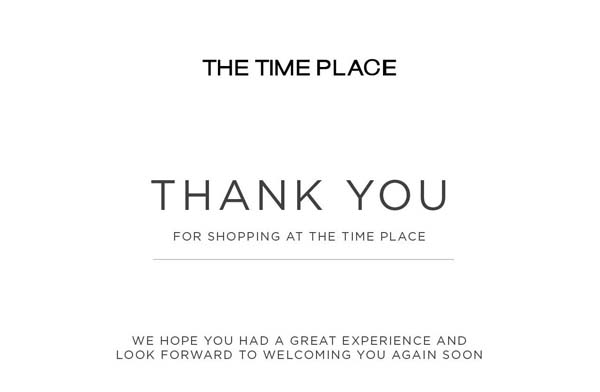 THE TIME PLACE
THANK YOU
FOR SHOPPING AT THE TIME PLACE
WE HOPE YOU HAD A GREAT EXPERIENCE AND
LOOK FORWARD TO WELCOMING YOU AGAIN SOON